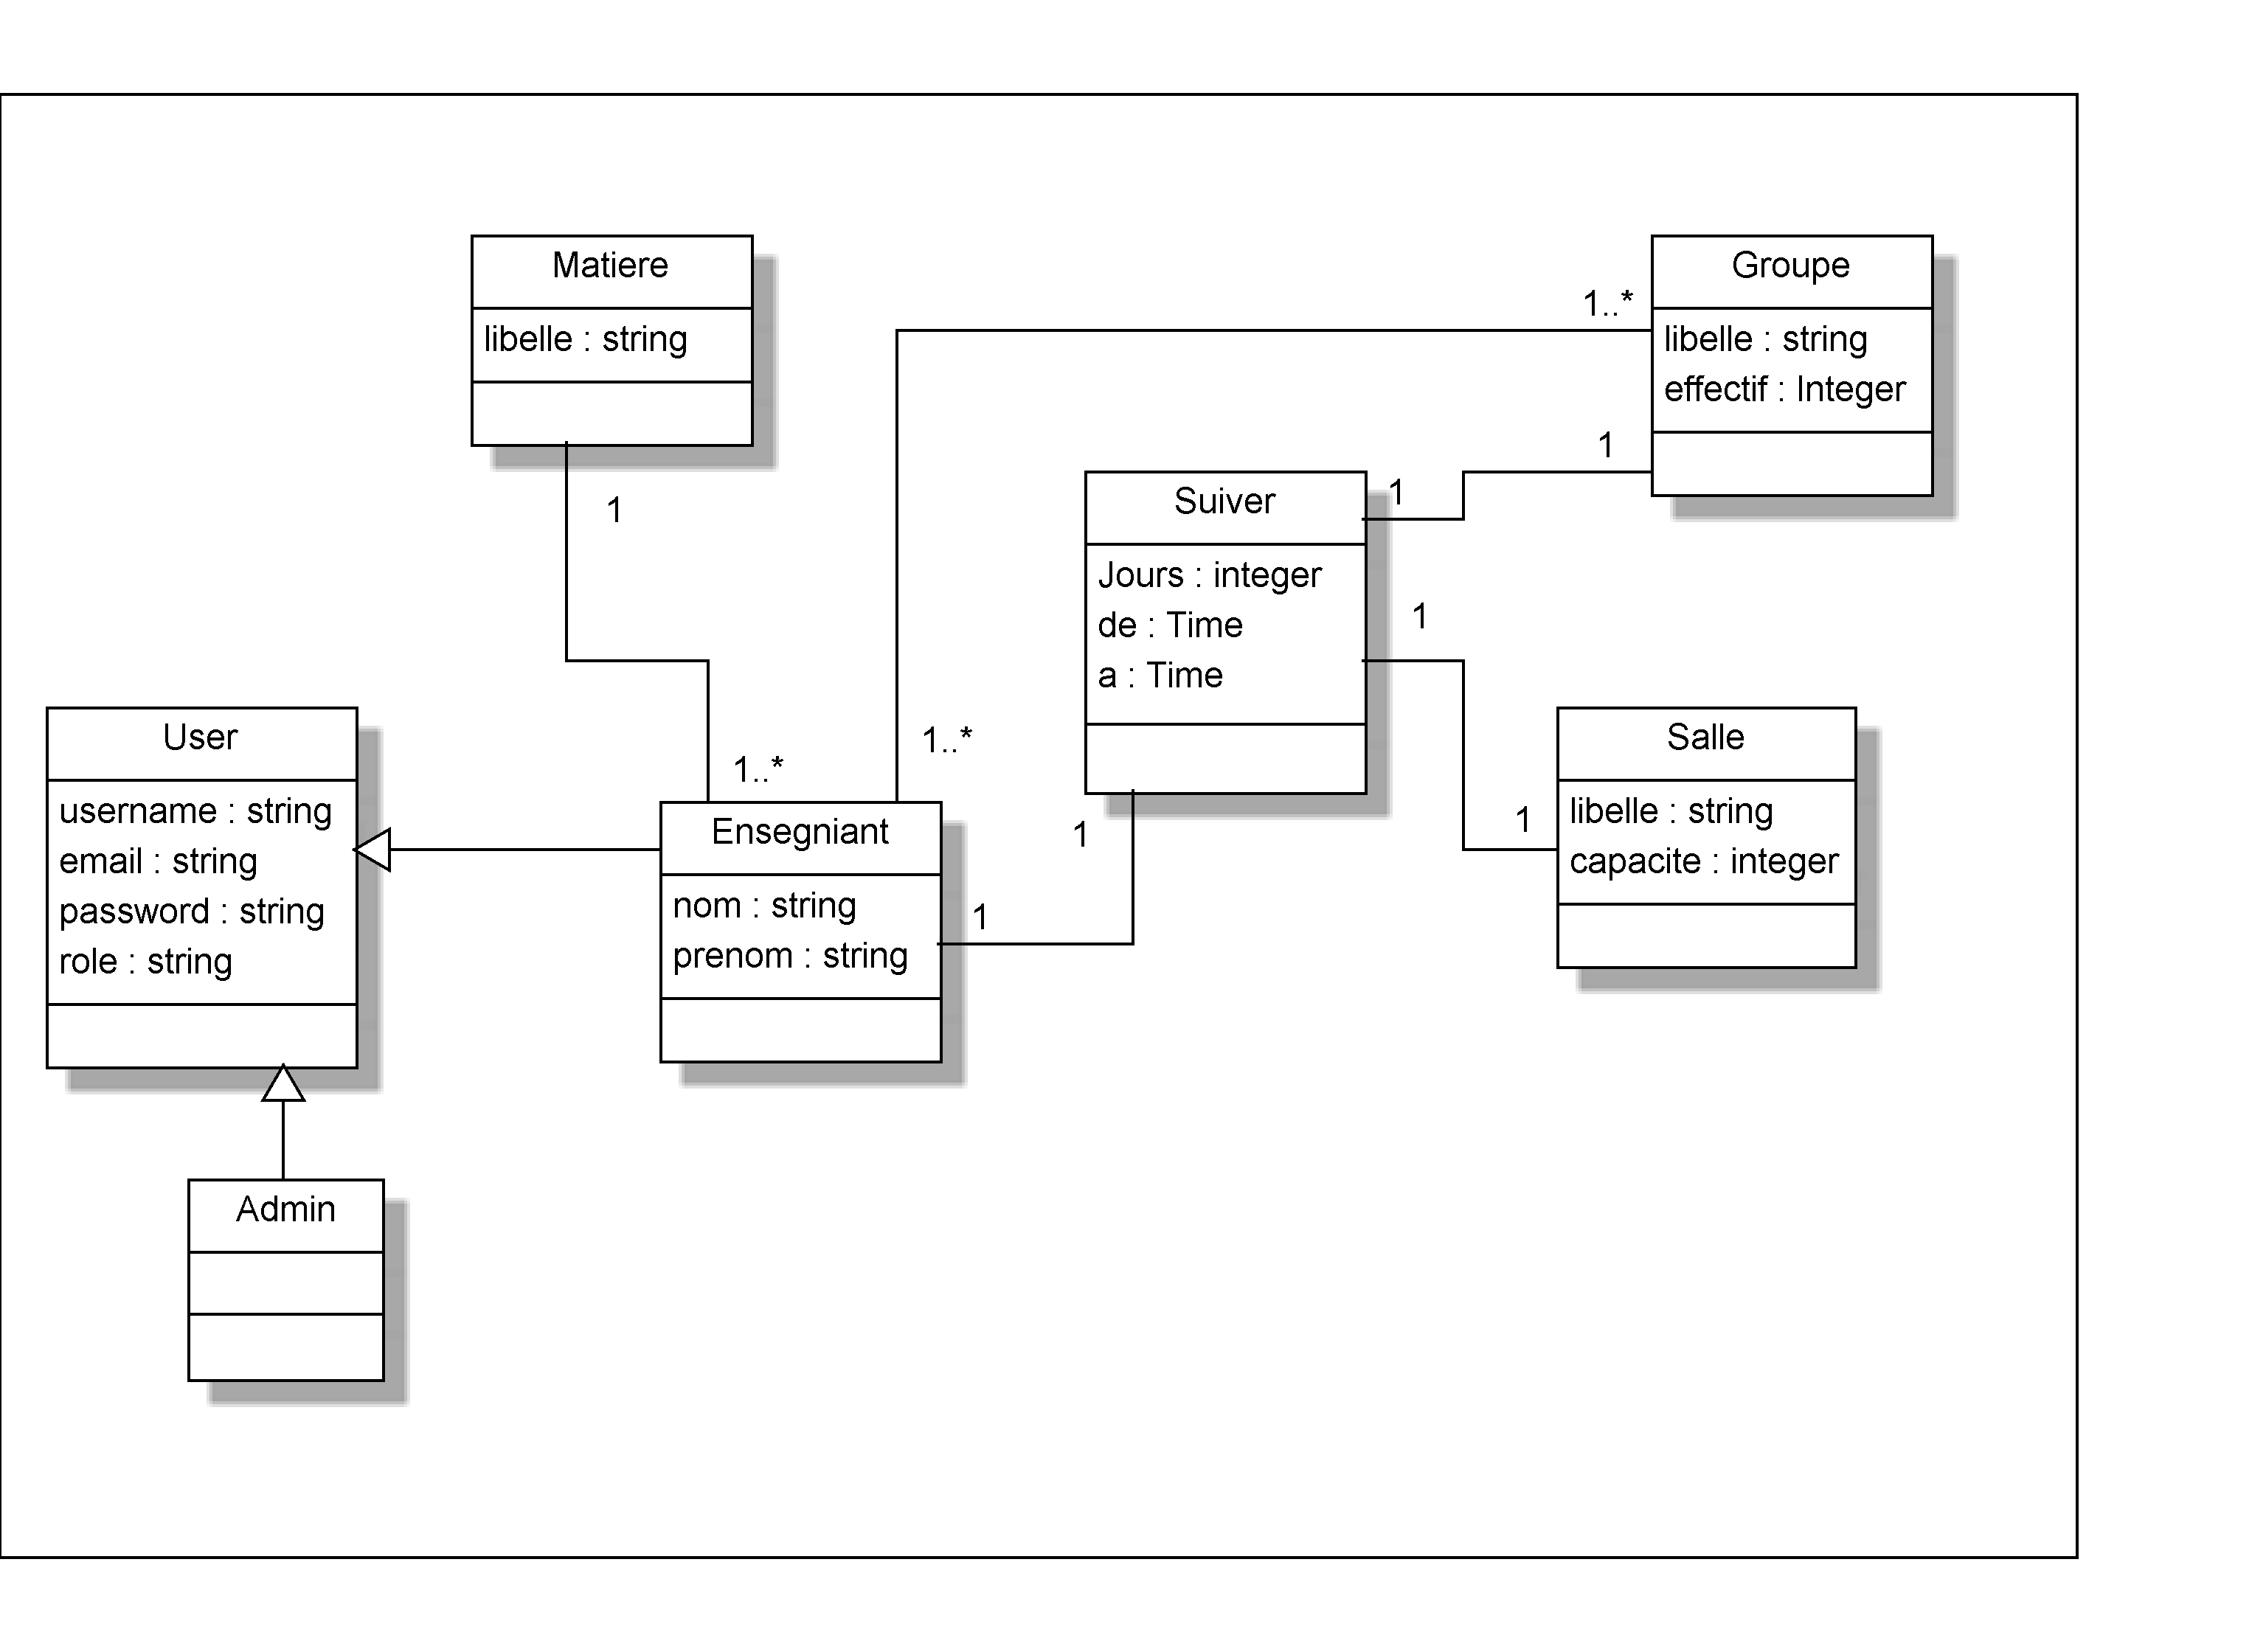 Matiere
libelle : string
1
Groupe
libelle : string
effectif : Integer
1..*
1
Suiver
Jours : integer
de : Time
a : Time
1
1
1
User
username : string
email : string
password : string
role : string
1..*
1..*
Ensegniant
nom : string
prenom : string
1
Salle
libelle : string
capacite : integer
1
Admin